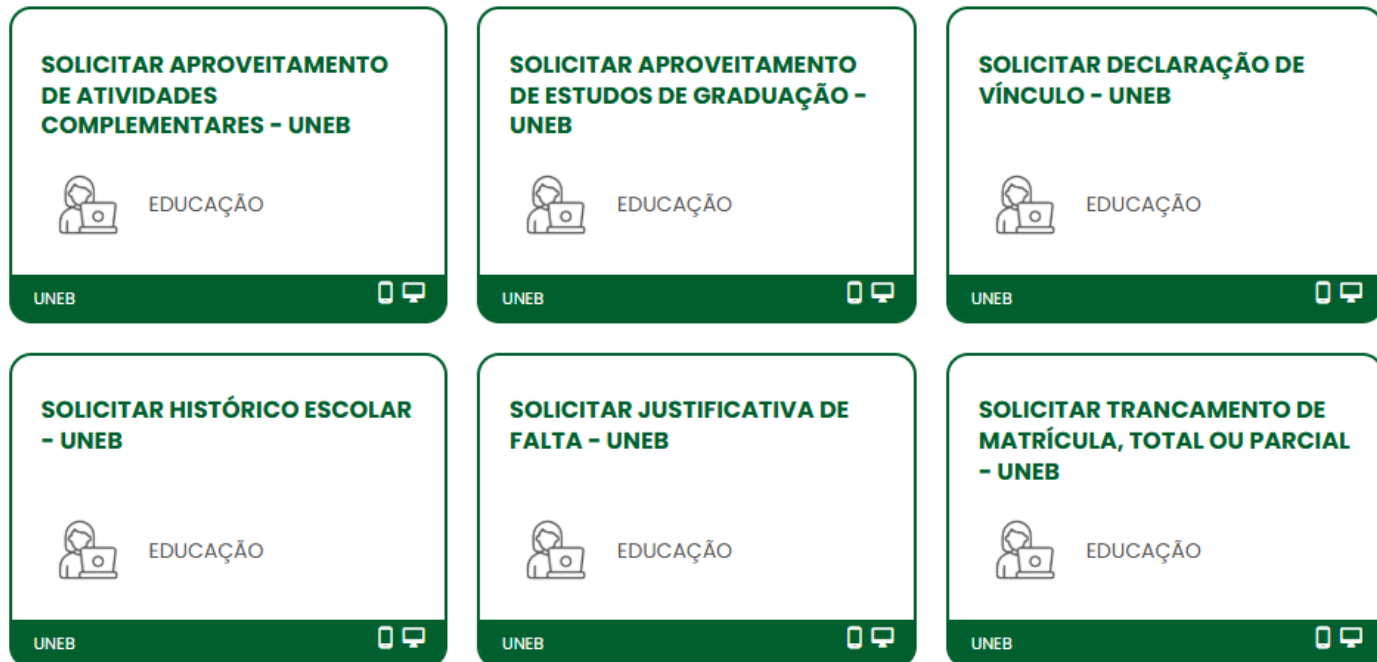 SOLICITAR APROVEITAMENTO
DE ATIVIDADES
COMPLEMENTARES - UNEB
EDUCAÇÃO
UNEB
SOLICITAR APROVEITAMENTO
DE ESTUDOS DE GRADUAÇÃO -
UNEB
EDUCAÇÃO
UNEB
SOLICITAR DECLARAÇÃO DE
VÍNCULO - UNEB
EDUCAÇÃO
UNEB
SOLICITAR HISTÓRICO ESCOLAR
- UNEB
EDUCAÇÃO
UNEB
SOLICITAR JUSTIFICATIVA DE
FALTA - UNEB
EDUCAÇÃO
UNEB
SOLICITAR TRANCAMENTO DE
MATRÍCULA, TOTAL OU PARCIAL
- UNEB
EDUCAÇÃO
UNEB